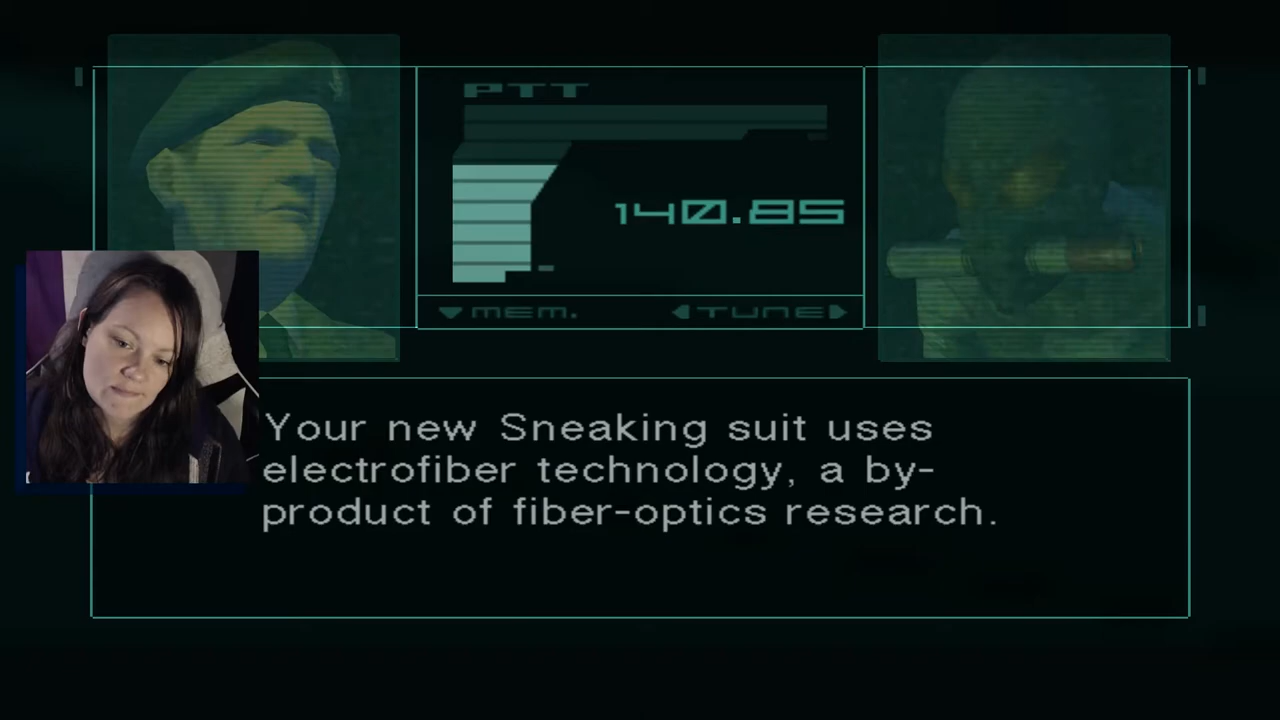 PTT
140.85
MEM.
TUNE
Your new Sneaking suit uses
electrofiber technology, a by-
product of fiber-optics research.